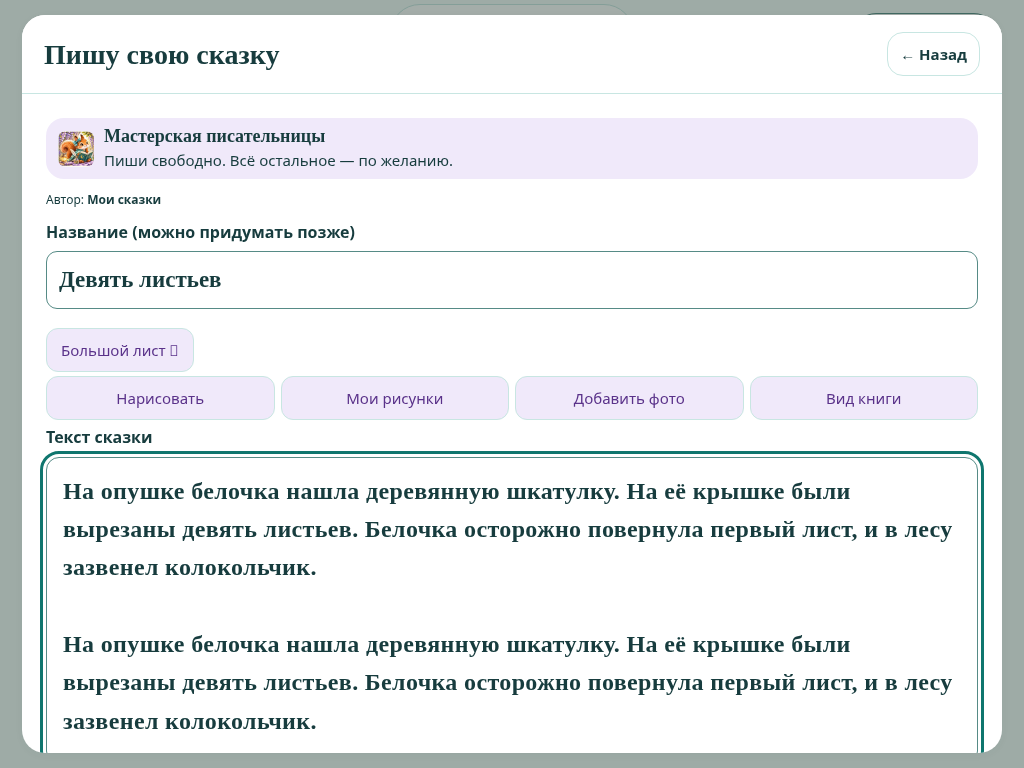 Пишу свою сказку
← Назад
Мастерская писательницы
Пиши свободно. Всё остальное — по желанию.
Автор: Мои сказки
Название (можно придумать позже)
Девять листьев
Большой лист
Нарисовать
Мои рисунки
Добавить фото
Вид книги
Текст сказки
На опушке белочка нашла деревянную шкатулку. На её крышке были
вырезаны девять листьев. Белочка осторожно повернула первый лист, и в лесу
зазвенел колокольчик.
На опушке белочка нашла деревянную шкатулку. На её крышке были
вырезаны девять листьев. Белочка осторожно повернула первый лист, и в лесу
зазвенел колокольчик.